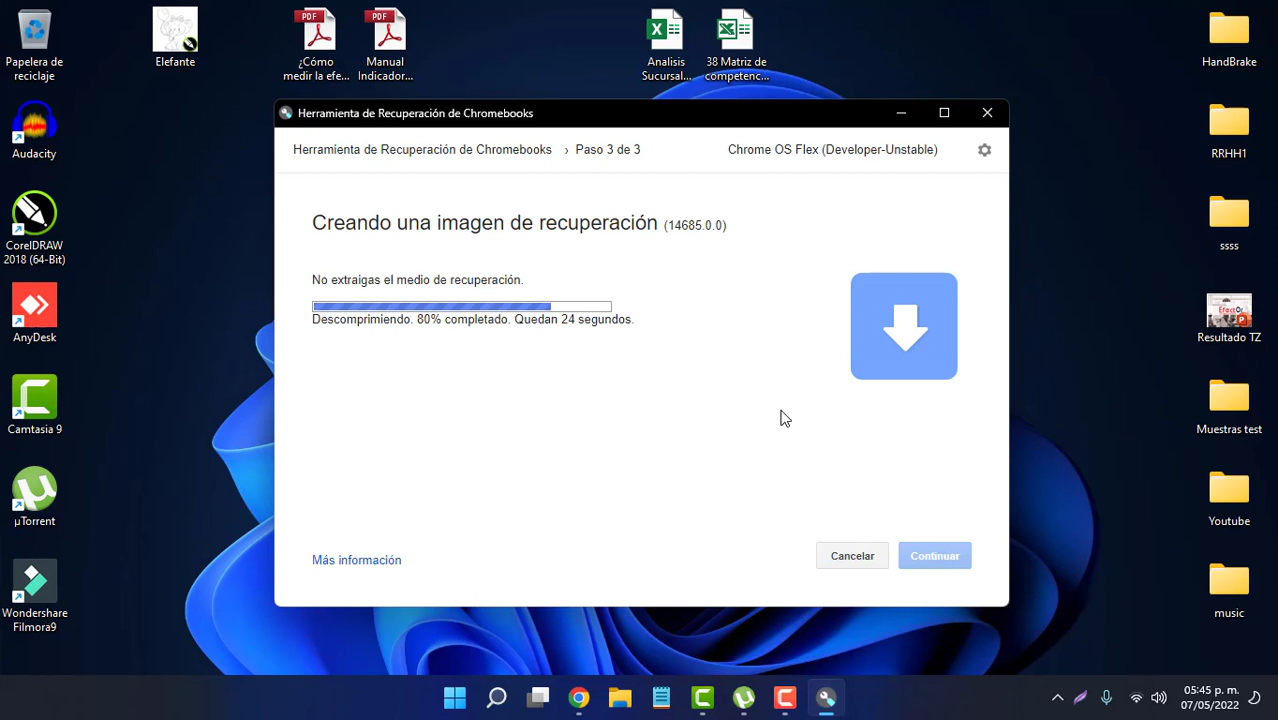 Papelera de
reciclaje
Elefante
¿Cómo
medir la efe...
Manual
Indicador...
Analisis
Sucursal...
38 Matriz de
competenc...
HandBrake
Audacity
RRHH1
CorelDRAW
2018 (64-Bit)
ssss
AnyDesk
Resultado TZ
Camtasia 9
Muestras test
µTorrent
Youtube
Wondershare
Filmora9
music
Herramienta de Recuperación de Chromebooks
Herramienta de Recuperación de Chromebooks › Paso 3 de 3
Chrome OS Flex (Developer-Unstable)
Creando una imagen de recuperación (14685.0.0)
No extraigas el medio de recuperación.
Descomprimiendo. 80% completado. Quedan 24 segundos.
Más información
Cancelar
Continuar
05:45 p. m.
07/05/2022